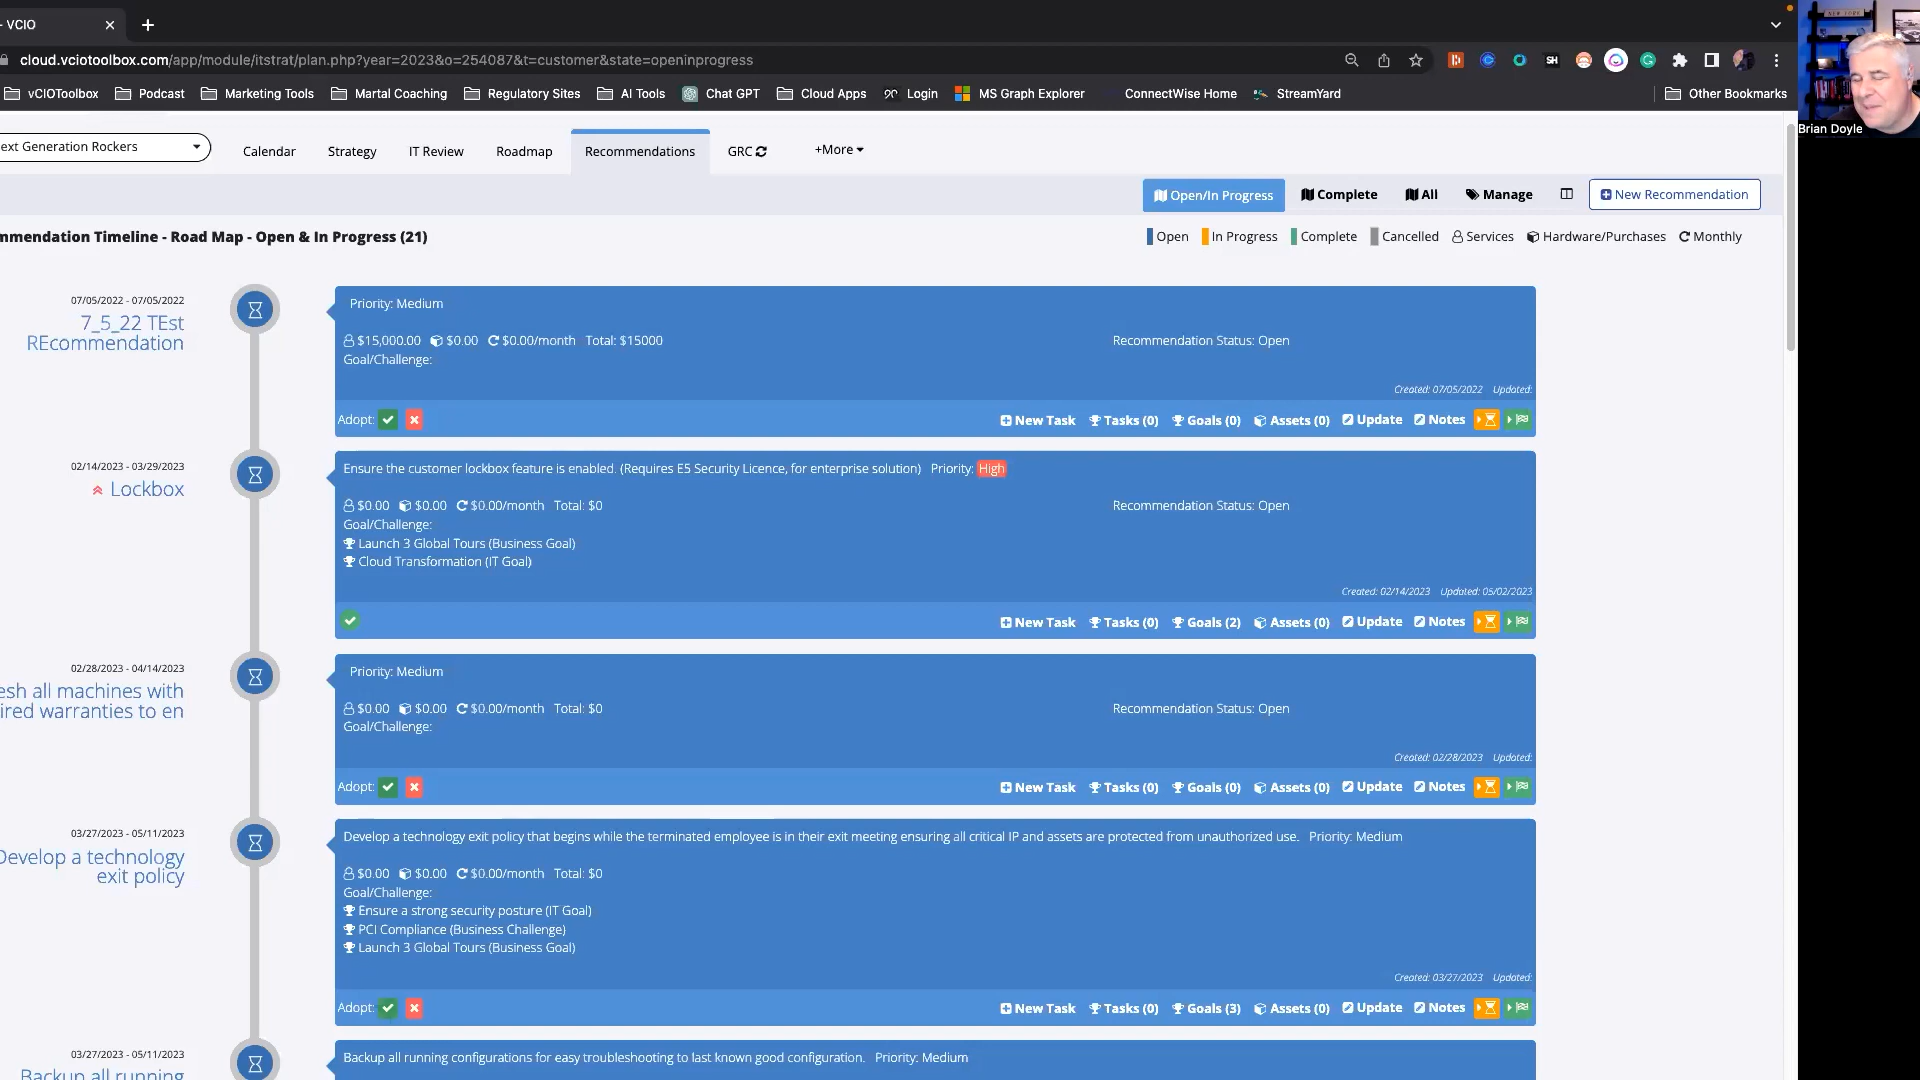 - VCIO
cloud.vciotoolbox.com/app/module/itstrat/plan.php?year=2023&o=254087&t=customer&state=openinprogress
vCIOToolbox Podcast Marketing Tools Martal Coaching Regulatory Sites AI Tools Chat GPT Cloud Apps Login MS Graph Explorer ConnectWise Home StreamYard Other Bookmarks
Brian Doyle
ext Generation Rockers Calendar Strategy IT Review Roadmap Recommendations GRC +More
Open/In Progress Complete All Manage New Recommendation
mmendation Timeline - Road Map - Open & In Progress (21)
Open In Progress Complete Cancelled Services Hardware/Purchases Monthly
07/05/2022 - 07/05/2022
7_5_22 TEst
REcommendation
Priority: Medium
$15,000.00 $0.00 $0.00/month Total: $15000 Recommendation Status: Open
Goal/Challenge:
Created: 07/05/2022 Updated:
Adopt: New Task Tasks (0) Goals (0) Assets (0) Update Notes
02/14/2023 - 03/29/2023
Lockbox
Ensure the customer lockbox feature is enabled. (Requires E5 Security Licence, for enterprise solution) Priority: High
$0.00 $0.00 $0.00/month Total: $0 Recommendation Status: Open
Goal/Challenge:
Launch 3 Global Tours (Business Goal)
Cloud Transformation (IT Goal)
Created: 02/14/2023 Updated: 05/02/2023
New Task Tasks (0) Goals (2) Assets (0) Update Notes
02/28/2023 - 04/14/2023
esh all machines with
ired warranties to en
Priority: Medium
$0.00 $0.00 $0.00/month Total: $0 Recommendation Status: Open
Goal/Challenge:
Created: 02/28/2023 Updated:
Adopt: New Task Tasks (0) Goals (0) Assets (0) Update Notes
03/27/2023 - 05/11/2023
Develop a technology
exit policy
Develop a technology exit policy that begins while the terminated employee is in their exit meeting ensuring all critical IP and assets are protected from unauthorized use. Priority: Medium
$0.00 $0.00 $0.00/month Total: $0
Goal/Challenge:
Ensure a strong security posture (IT Goal)
PCI Compliance (Business Challenge)
Launch 3 Global Tours (Business Goal)
Created: 03/27/2023 Updated:
Adopt: New Task Tasks (0) Goals (3) Assets (0) Update Notes
03/27/2023 - 05/11/2023
Backup all running
Backup all running configurations for easy troubleshooting to last known good configuration. Priority: Medium